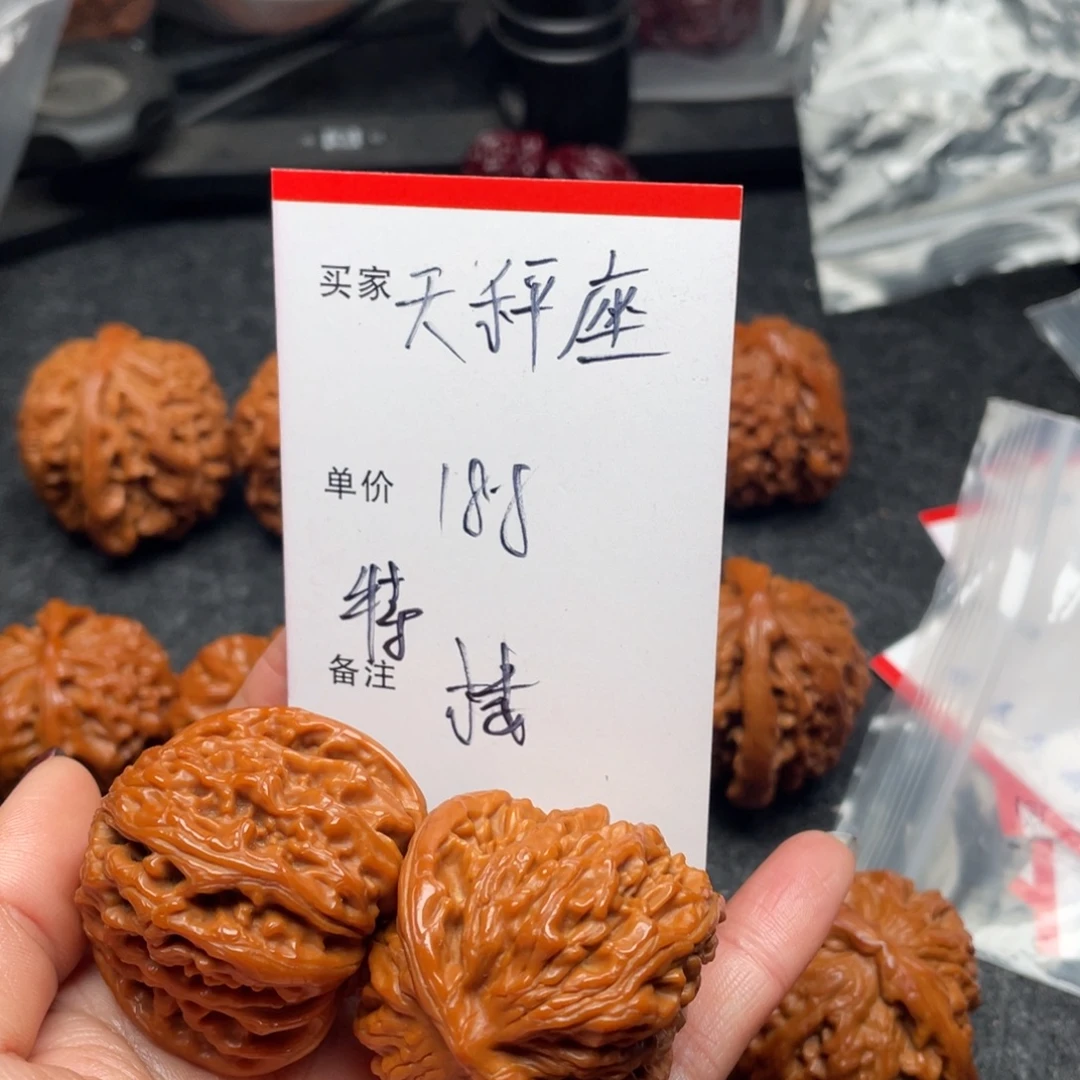 买家 天秤座
单价 188
特
备注 挂